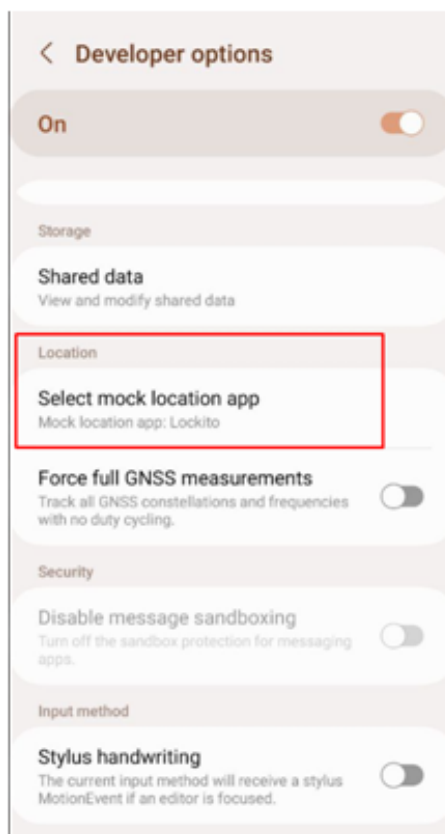 Developer options
On
Storage
Shared data
View and modify shared data
Location
Select mock location app
Mock location app: Lockito
Force full GNSS measurements
Track all GNSS constellations and frequencies
with no duty cycling.
Security
Disable message sandboxing
Turn off the sandbox protection for messaging
apps.
Input method
Stylus handwriting
The current input method will receive a stylus
MotionEvent if an editor is focused.